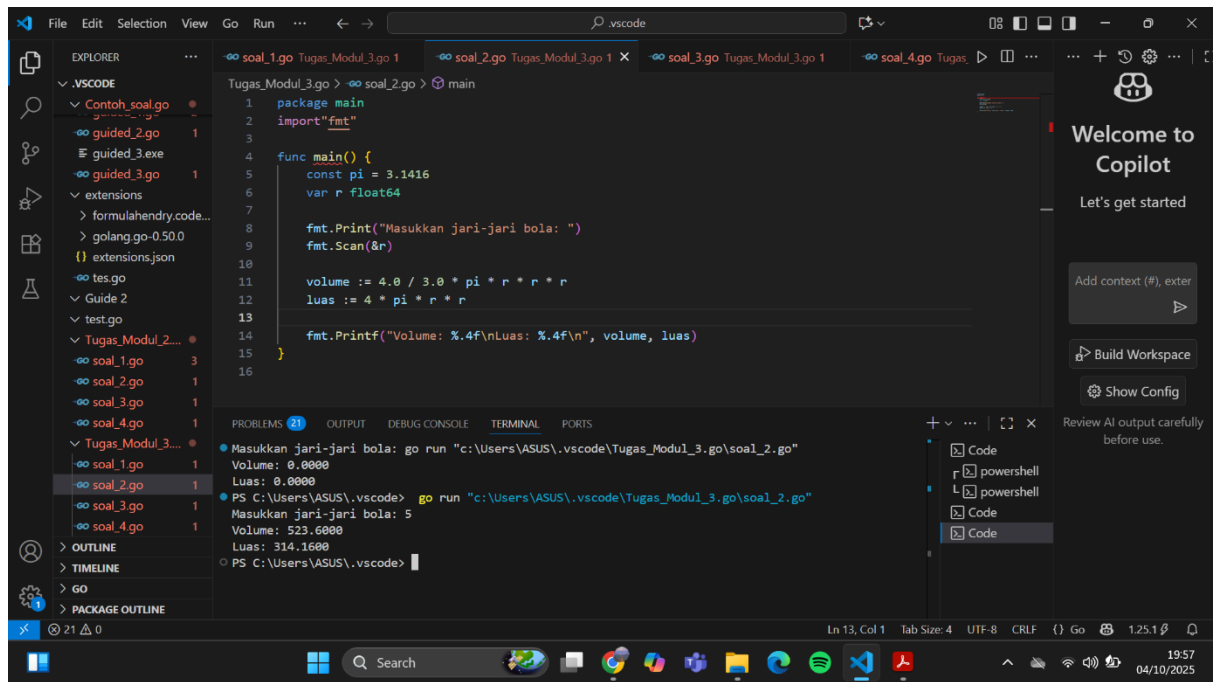 File Edit Selection View Go Run ... .vscode
EXPLORER ...
.VSCODE
Contoh_soal.go
guided_2.go 1
guided_3.exe
guided_3.go 1
extensions
formulahendry.code...
golang.go-0.50.0
{} extensions.json
tes.go
Guide 2
test.go
Tugas_Modul_2....
soal_1.go 3
soal_2.go 1
soal_3.go 1
soal_4.go 1
Tugas_Modul_3....
soal_1.go 1
soal_2.go 1
soal_3.go 1
soal_4.go 1
OUTLINE
TIMELINE
GO
PACKAGE OUTLINE
soal_1.go Tugas_Modul_3.go 1 soal_2.go Tugas_Modul_3.go 1 soal_3.go Tugas_Modul_3.go 1 soal_4.go Tugas_
Tugas_Modul_3.go > soal_2.go > main
1 package main
2 import"fmt"
3
4 func main() {
5 const pi = 3.1416
6 var r float64
7
8 fmt.Print("Masukkan jari-jari bola: ")
9 fmt.Scan(&r)
10
11 volume := 4.0 / 3.0 * pi * r * r * r
12 luas := 4 * pi * r * r
13
14 fmt.Printf("Volume: %.4f\nLuas: %.4f\n", volume, luas)
15 }
16
PROBLEMS 21 OUTPUT DEBUG CONSOLE TERMINAL PORTS
Masukkan jari-jari bola: go run "c:\Users\ASUS\.vscode\Tugas_Modul_3.go\soal_2.go"
Volume: 0.0000
Luas: 0.0000
PS C:\Users\ASUS\.vscode> go run "c:\Users\ASUS\.vscode\Tugas_Modul_3.go\soal_2.go"
Masukkan jari-jari bola: 5
Volume: 523.6000
Luas: 314.1600
PS C:\Users\ASUS\.vscode>
Code
powershell
powershell
Code
Code
Welcome to
Copilot
Let's get started
Add context (#), exter
Build Workspace
Show Config
Review AI output carefully
before use.
21 0 Ln 13, Col 1 Tab Size: 4 UTF-8 CRLF {} Go 1.25.1
Search
19:57
04/10/2025